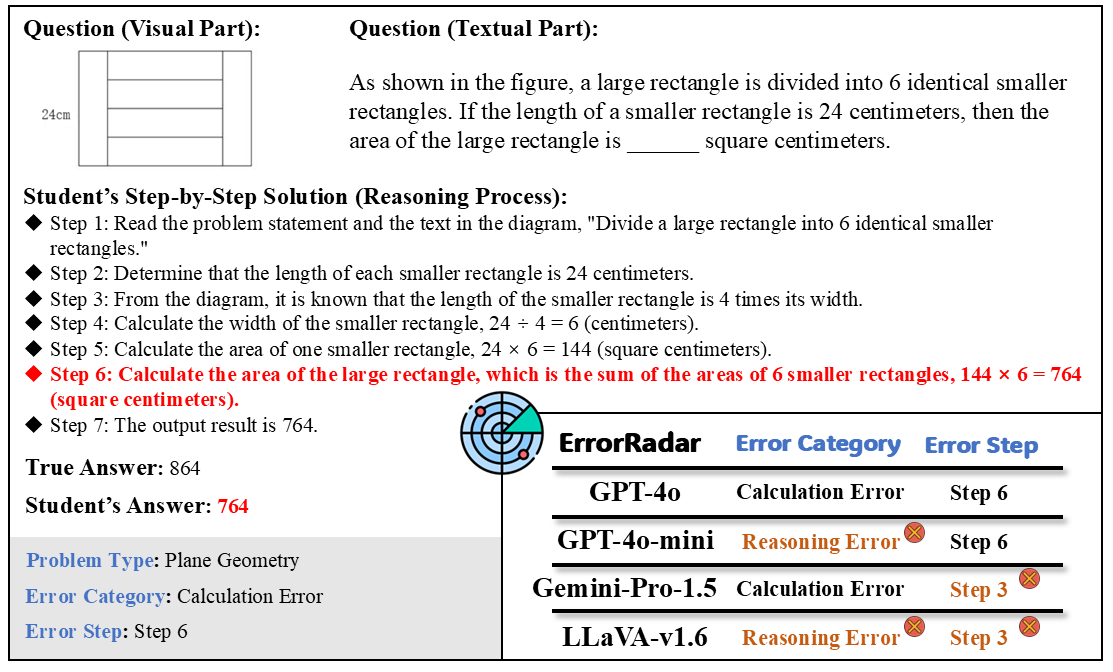 Question (Visual Part):
24cm
Question (Textual Part):
As shown in the figure, a large rectangle is divided into 6 identical smaller
rectangles. If the length of a smaller rectangle is 24 centimeters, then the
area of the large rectangle is ______ square centimeters.
Student's Step-by-Step Solution (Reasoning Process):
◆ Step 1: Read the problem statement and the text in the diagram, "Divide a large rectangle into 6 identical smaller
rectangles."
◆ Step 2: Determine that the length of each smaller rectangle is 24 centimeters.
◆ Step 3: From the diagram, it is known that the length of the smaller rectangle is 4 times its width.
◆ Step 4: Calculate the width of the smaller rectangle, 24 ÷ 4 = 6 (centimeters).
◆ Step 5: Calculate the area of one smaller rectangle, 24 × 6 = 144 (square centimeters).
◆ Step 6: Calculate the area of the large rectangle, which is the sum of the areas of 6 smaller rectangles, 144 × 6 = 764
(square centimeters).
◆ Step 7: The output result is 764.
True Answer: 864
Student's Answer: 764
Problem Type: Plane Geometry
Error Category: Calculation Error
Error Step: Step 6
ErrorRadar Error Category Error Step
GPT-4o Calculation Error Step 6
GPT-4o-mini Reasoning Error Step 6
Gemini-Pro-1.5 Calculation Error Step 3
LLaVA-v1.6 Reasoning Error Step 3